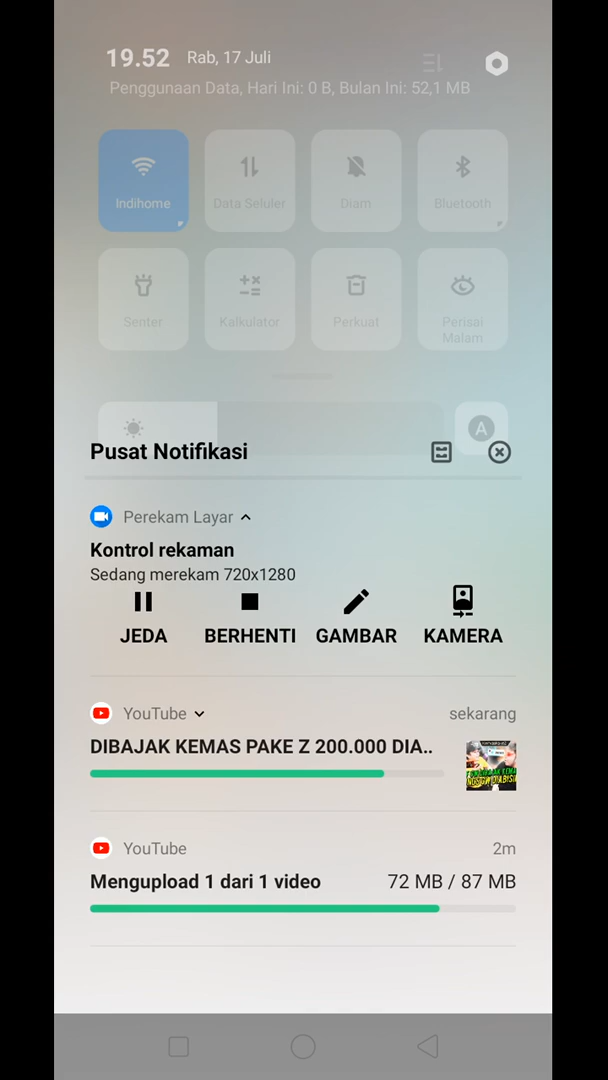 19.52 Rab, 17 Juli
Penggunaan Data, Hari Ini: 0 B, Bulan Ini: 52,1 MB
Indihome
Data Seluler
Diam
Bluetooth
Senter
Kalkulator
Perkuat
Perisai
Malam
A
Pusat Notifikasi
Perekam Layar
Kontrol rekaman
Sedang merekam 720x1280
JEDA BERHENTI GAMBAR KAMERA
YouTube sekarang
DIBAJAK KEMAS PAKE Z 200.000 DIA..
YouTube 2m
Mengupload 1 dari 1 video 72 MB / 87 MB